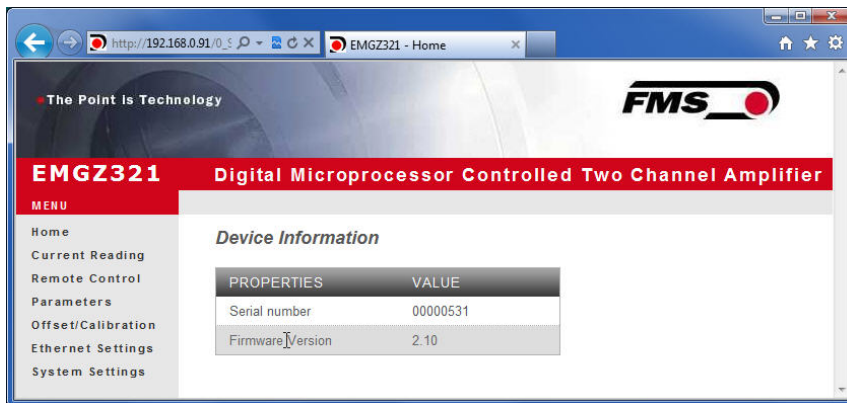 http://192.168.0.91/0_S
EMGZ321 - Home
The Point is Technology
FMS
EMGZ321
Digital Microprocessor Controlled Two Channel Amplifier
MENU
Home
Current Reading
Remote Control
Parameters
Offset/Calibration
Ethernet Settings
System Settings
Device Information
PROPERTIES VALUE
Serial number 00000531
Firmware Version 2.10